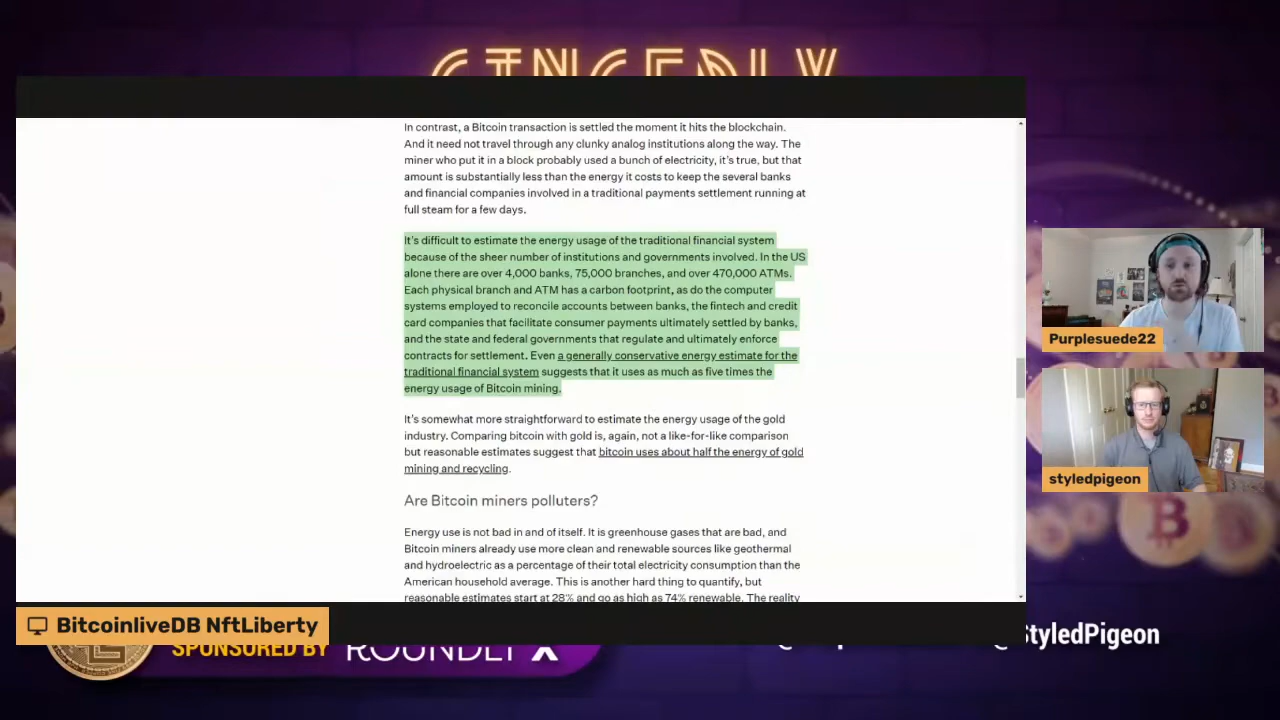 In contrast, a Bitcoin transaction is settled the moment it hits the blockchain.
And it need not travel through any clunky analog institutions along the way. The
miner who put it in a block probably used a bunch of electricity, it's true, but that
amount is substantially less than the energy it costs to keep the several banks
and financial companies involved in a traditional payments settlement running at
full steam for a few days.
It's difficult to estimate the energy usage of the traditional financial system
because of the sheer number of institutions and governments involved. In the US
alone there are over 4,000 banks, 75,000 branches, and over 470,000 ATMs.
Each physical branch and ATM has a carbon footprint, as do the computer
systems employed to reconcile accounts between banks, the fintech and credit
card companies that facilitate consumer payments ultimately settled by banks,
and the state and federal governments that regulate and ultimately enforce
contracts for settlement. Even a generally conservative energy estimate for the
traditional financial system suggests that it uses as much as five times the
energy usage of Bitcoin mining.
It's somewhat more straightforward to estimate the energy usage of the gold
industry. Comparing bitcoin with gold is, again, not a like-for-like comparison
but reasonable estimates suggest that bitcoin uses about half the energy of gold
mining and recycling.
Are Bitcoin miners polluters?
Energy use is not bad in and of itself. It is greenhouse gases that are bad, and
Bitcoin miners already use more clean and renewable sources like geothermal
and hydroelectric as a percentage of their total electricity consumption than the
American household average. This is another hard thing to quantify, but
reasonable estimates start at 28% and go as high as 74% renewable. The reality
Purplesuede22
styledpigeon
BitcoinliveDB NftLiberty
SPONSORED BY
ROUNDLYX
StyledPigeon